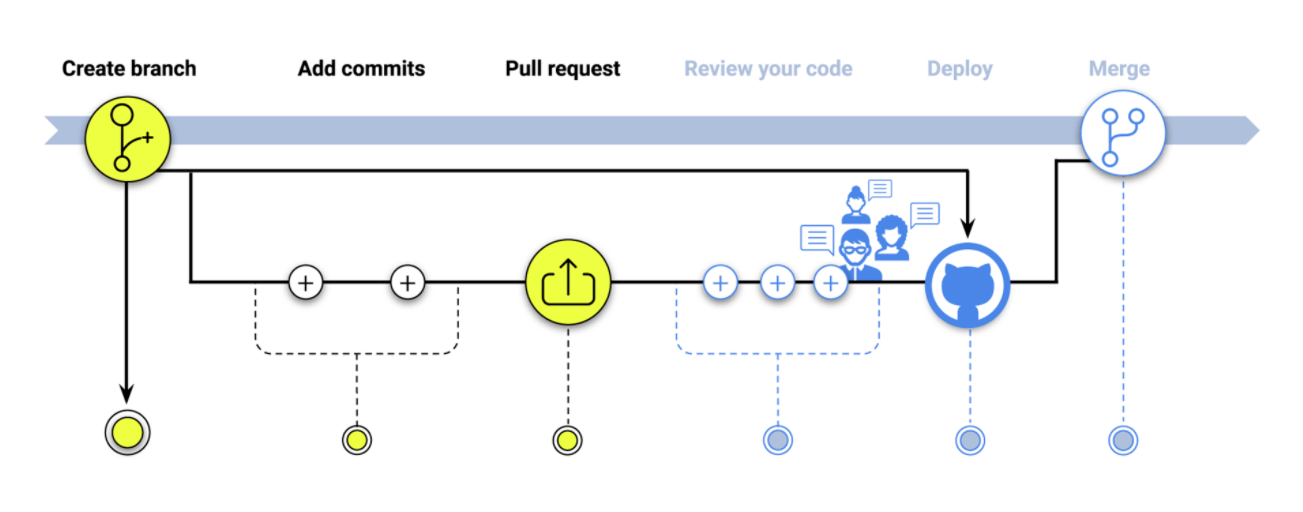 Create branch
Add commits
Pull request
Review your code
Deploy
Merge